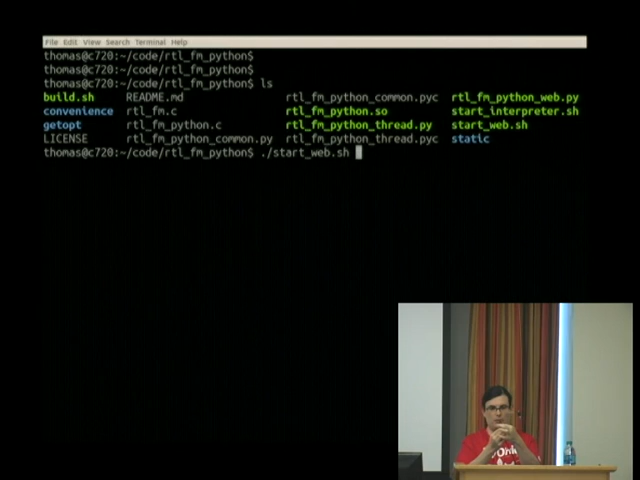 File Edit View Search Terminal Help
thomas@c720:~/code/rtl_fm_python$
thomas@c720:~/code/rtl_fm_python$
thomas@c720:~/code/rtl_fm_python$ ls
build.sh README.md rtl_fm_python_common.pyc rtl_fm_python_web.py
convenience rtl_fm.c rtl_fm_python.so start_interpreter.sh
getopt rtl_fm_python.c rtl_fm_python_thread.py start_web.sh
LICENSE rtl_fm_python_common.py rtl_fm_python_thread.pyc static
thomas@c720:~/code/rtl_fm_python$ ./start_web.sh